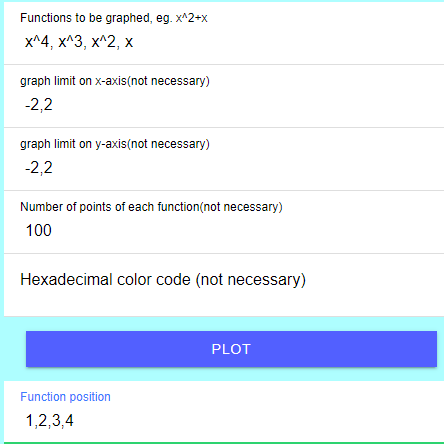 Functions to be graphed, eg. x^2+x
x^4, x^3, x^2, x
graph limit on x-axis(not necessary)
-2,2
graph limit on y-axis(not necessary)
-2,2
Number of points of each function(not necessary)
100
Hexadecimal color code (not necessary)
PLOT
Function position
1,2,3,4